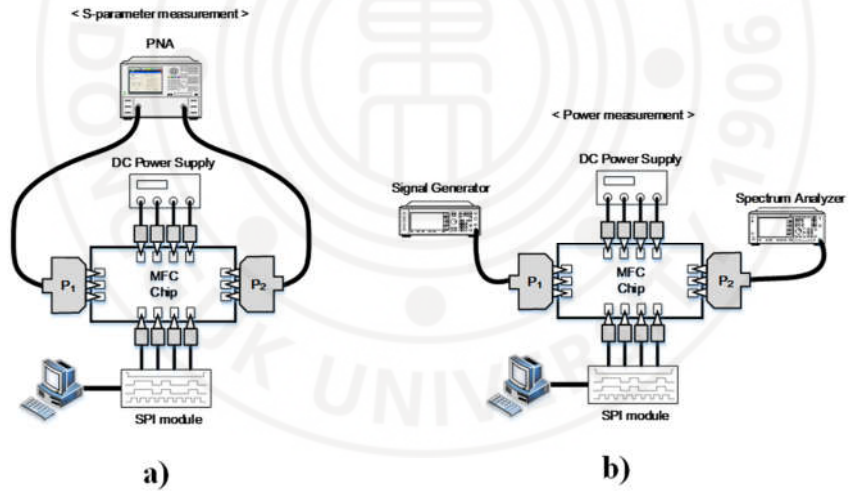 < S-parameter measurement >
PNA
DC Power Supply
P1
MFC
Chip
P2
SPI module
a)
< Power measurement >
DC Power Supply
Signal Generator
Spectrum Analyzer
P1
MFC
Chip
P2
SPI module
b)
UNIVER
1906